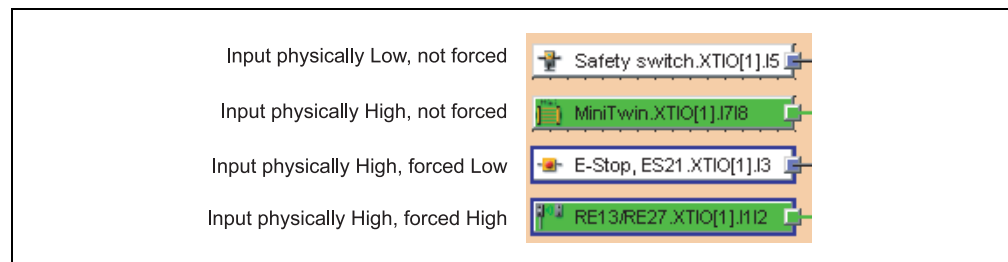 Input physically Low, not forced Safety switch.XTIO[1].I5
Input physically High, not forced MiniTwin.XTIO[1].I7I8
Input physically High, forced Low E-Stop, ES21.XTIO[1].I3
Input physically High, forced High RE13/RE27.XTIO[1].I1I2